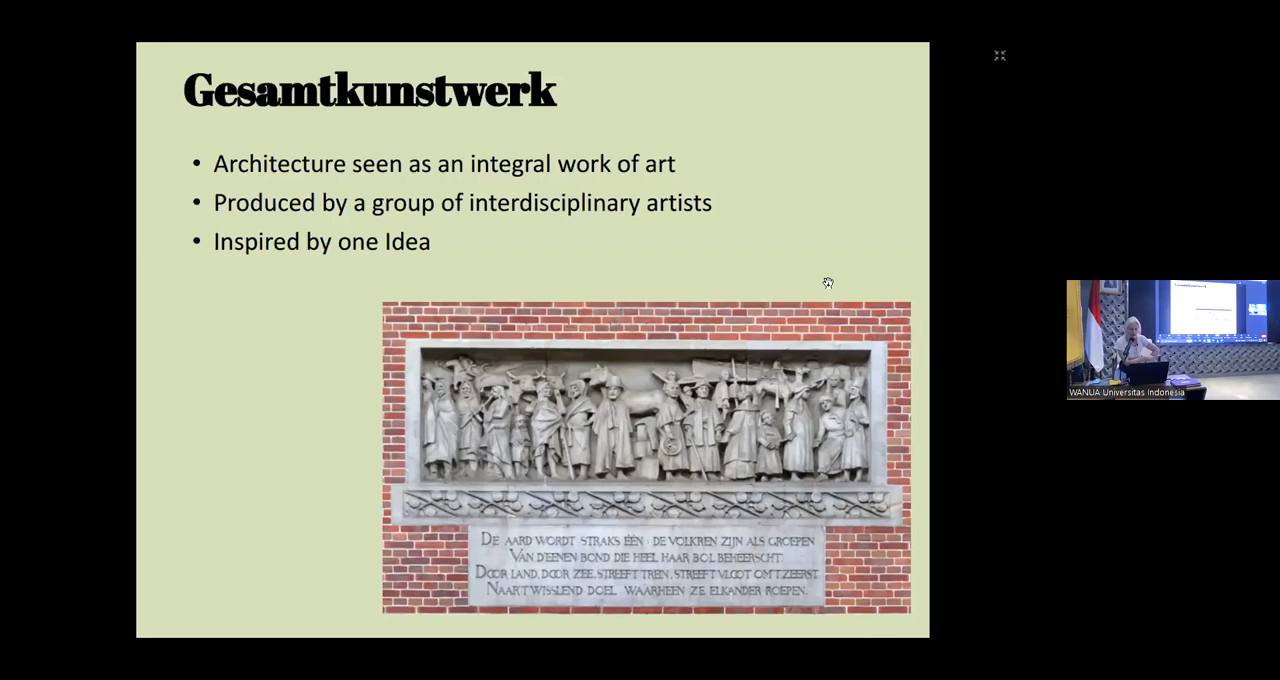 Gesamtkunstwerk
• Architecture seen as an integral work of art
• Produced by a group of interdisciplinary artists
• Inspired by one Idea
DE AARD WORDT STRAKS ÉÉN : DE VOLKREN ZIJN ALS GROEPEN
VAN D'EENEN BOND DIE HEEL HAAR BOL BEHEERSCHT.
DOOR LAND, DOOR ZEE, STREEFT TREIN, STREEFT VLOOT OM 'T ZEERST
NAAR 'T WISSLEND DOEL WAARHEEN ZE ELKANDER ROEPEN.
WANUA Universitas Indonesia